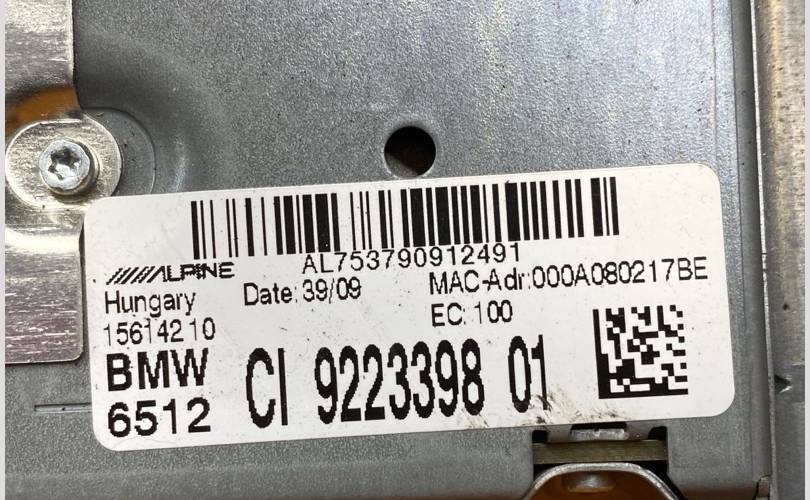 AL753790912491
ALPINE
Hungary
Date: 39/09
MAC-Adr:000A080217BE
15614210
EC: 100
BMW
6512
CI 9223398 01